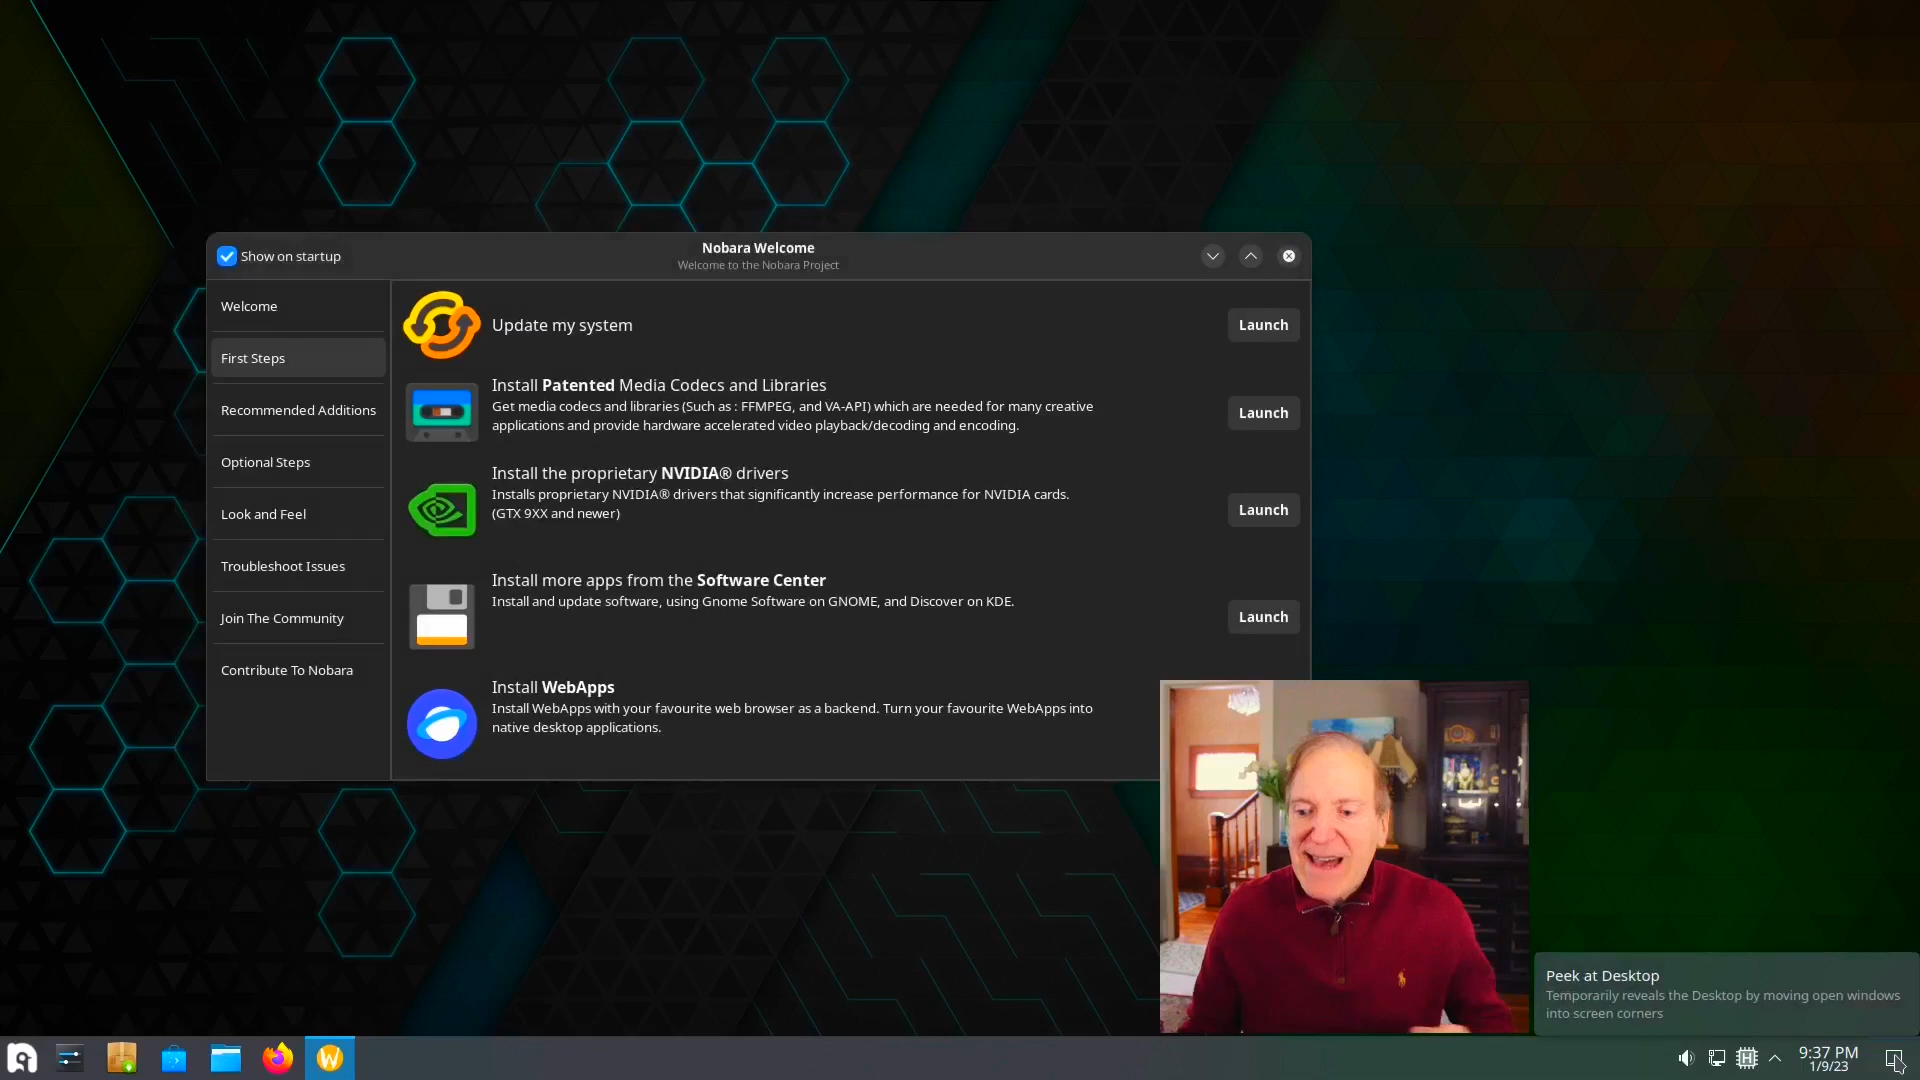 Show on startup
Nobara Welcome
Welcome to the Nobara Project
Welcome
First Steps
Recommended Additions
Optional Steps
Look and Feel
Troubleshoot Issues
Join The Community
Contribute To Nobara
Update my system
Launch
Install Patented Media Codecs and Libraries
Get media codecs and libraries (Such as : FFMPEG, and VA-API) which are needed for many creative
applications and provide hardware accelerated video playback/decoding and encoding.
Launch
Install the proprietary NVIDIA® drivers
Installs proprietary NVIDIA® drivers that significantly increase performance for NVIDIA cards.
(GTX 9XX and newer)
Launch
Install more apps from the Software Center
Install and update software, using Gnome Software on GNOME, and Discover on KDE.
Launch
Install WebApps
Install WebApps with your favourite web browser as a backend. Turn your favourite WebApps into
native desktop applications.
Peek at Desktop
Temporarily reveals the Desktop by moving open windows
into screen corners
W
H
9:37 PM
1/9/23